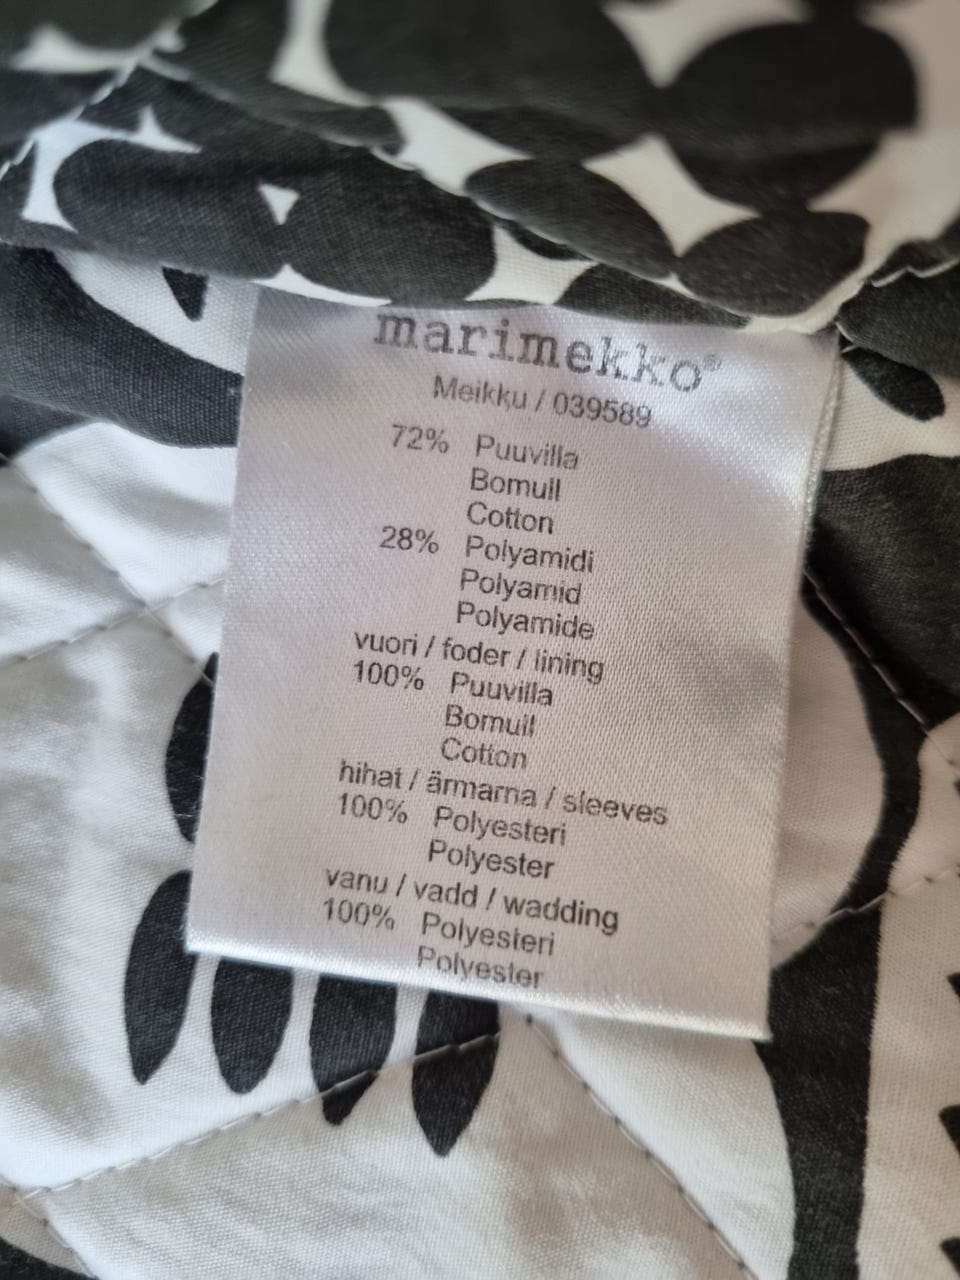 marimekko®
Meikku / 039589
72% Puuvilla
Bomull
Cotton
28% Polyamidi
Polyamid
Polyamide
vuori / foder / lining
100% Puuvilla
Bomull
Cotton
hihat / ärmarna / sleeves
100% Polyesteri
Polyester
vanu / vadd / wadding
100% Polyesteri
Polyester